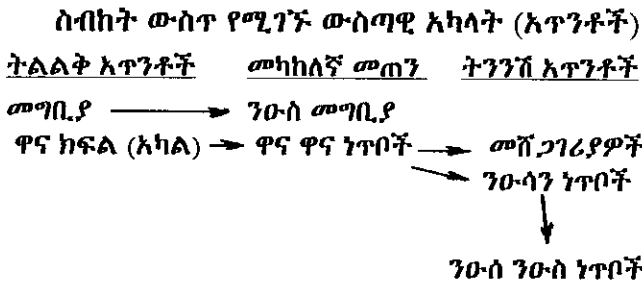 ስብከት ውስጥ የሚገኙ ውስጣዊ አካላት (አጥንቶች)
ትልልቅ አጥንቶች መካከለኛ መጠን ትንንሽ አጥንቶች
መግቢያ ንዑስ መግቢያ
ዋና ክፍል (አካል) ዋና ዋና ነጥቦች መሸጋገሪያዎች
ንዑሳን ነጥቦች
ንዑሰ ንዑስ ነጥቦች